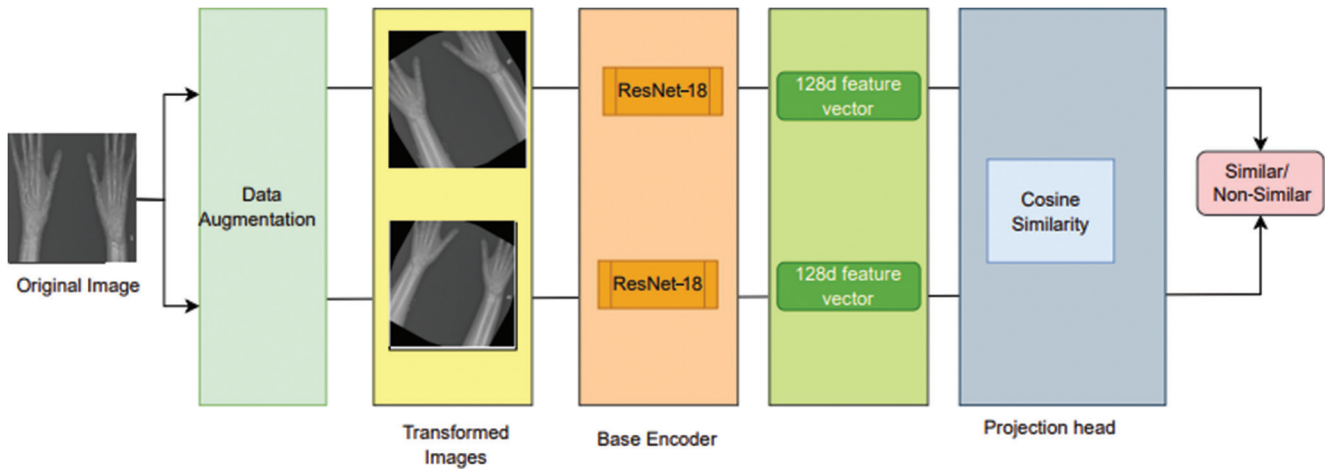 Original Image
Data
Augmentation
Transformed
Images
ResNet-18
ResNet-18
Base Encoder
128d feature
vector
128d feature
vector
Cosine
Similarity
Projection head
Similar/
Non-Similar